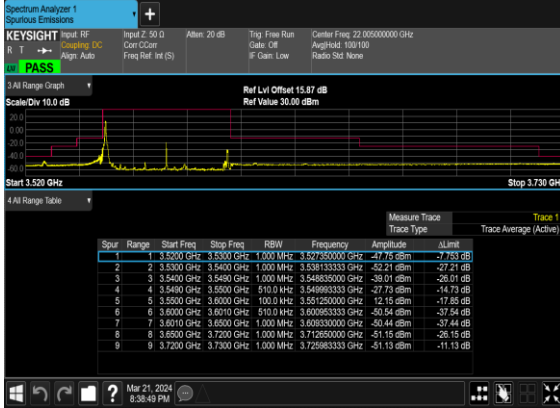 Spectrum Analyzer 1
Spurious Emissions
+
KEYSIGHT Input: RF Input Z: 50 Ω Atten: 20 dB Trig: Free Run Center Freq: 22.005000000 GHz
R T Coupling: DC Corr CCorr Gate: Off Avg|Hold: 100/100
Align: Auto Freq Ref: Int (S) IF Gain: Low Radio Std: None
PASS
3 All Range Graph
Ref Lvl Offset 15.87 dB
Scale/Div 10.0 dB Ref Value 30.00 dBm
20.0
0.00
-20.0
-40.0
-60.0
Start 3.520 GHz Stop 3.730 GH
4 All Range Table
Measure Trace Trace 1
Trace Type Trace Average (Active)
Spur Range Start Freq Stop Freq RBW Frequency Amplitude ΔLimit
1 1 3.5200 GHz 3.5300 GHz 1.000 MHz 3.527350000 GHz -47.75 dBm -7.753 dB
2 2 3.5300 GHz 3.5400 GHz 1.000 MHz 3.538133333 GHz -52.21 dBm -27.21 dB
3 3 3.5400 GHz 3.5490 GHz 1.000 MHz 3.548835000 GHz -39.01 dBm -26.01 dB
4 4 3.5490 GHz 3.5500 GHz 510.0 kHz 3.549993333 GHz -27.73 dBm -14.73 dB
5 5 3.5500 GHz 3.6000 GHz 100.0 kHz 3.551250000 GHz 12.15 dBm -17.85 dB
6 6 3.6000 GHz 3.6010 GHz 510.0 kHz 3.600953333 GHz -50.54 dBm -37.54 dB
7 7 3.6010 GHz 3.6500 GHz 1.000 MHz 3.609330000 GHz -50.44 dBm -37.44 dB
8 8 3.6500 GHz 3.7200 GHz 1.000 MHz 3.712650000 GHz -51.15 dBm -26.15 dB
9 9 3.7200 GHz 3.7300 GHz 1.000 MHz 3.725983333 GHz -51.13 dBm -11.13 dB
? Mar 21, 2024
8:38:49 PM